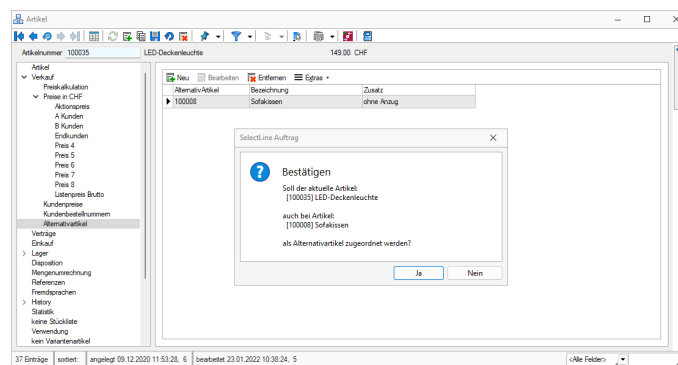 Artikel
Artikelnummer 100035 LED-Deckenleuchte 149.00 CHF
Artikel
Verkauf
Preiskalkulation
Preise in CHF
Aktionspreis
A Kunden
B Kunden
Endkunden
Preis 4
Preis 5
Preis 6
Preis 7
Preis 8
Listenpreis Brutto
Kundenpreise
Kundenbestellnummern
Alternativartikel
Verträge
Einkauf
Lager
Disposition
Mengenumrechnung
Referenzen
Fremdsprachen
History
Statistik
keine Stückliste
Verwendung
kein Variantenartikel
Neu Bearbeiten Entfernen Extras
AlternativArtikel Bezeichnung Zusatz
100008 Sofakissen ohne Anzug
SelectLine Auftrag
Bestätigen
Soll der aktuelle Artikel:
[100035] LED-Deckenleuchte
auch bei Artikel:
[100008] Sofakissen
als Alternativartikel zugeordnet werden?
Ja Nein
37 Einträge sortiert: angelegt 09.12.2020 11:53:28, 6 bearbeitet 23.01.2022 10:38:24, 5 <Alle Felder>